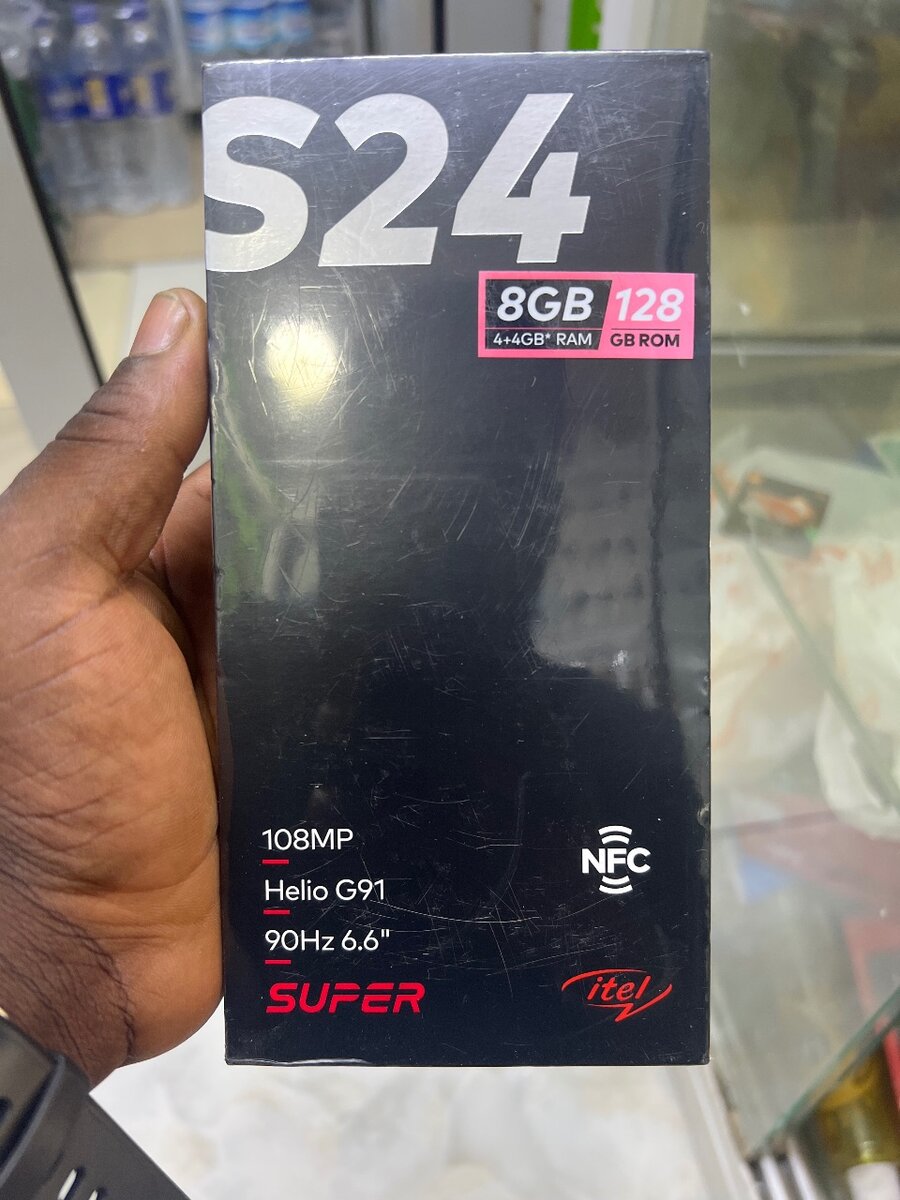 S24
8GB 128
4+4GB* RAM GB ROM
108MP
NFC
Helio G91
90Hz 6.6"
SUPER
itel